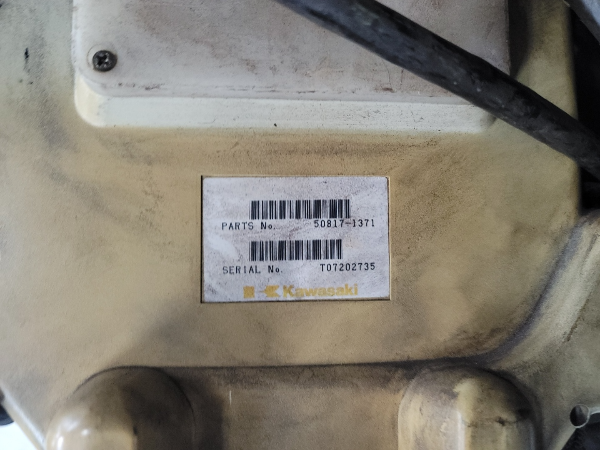 PARTS No. 50817-1371
SERIAL No. T07202735
Kawasaki